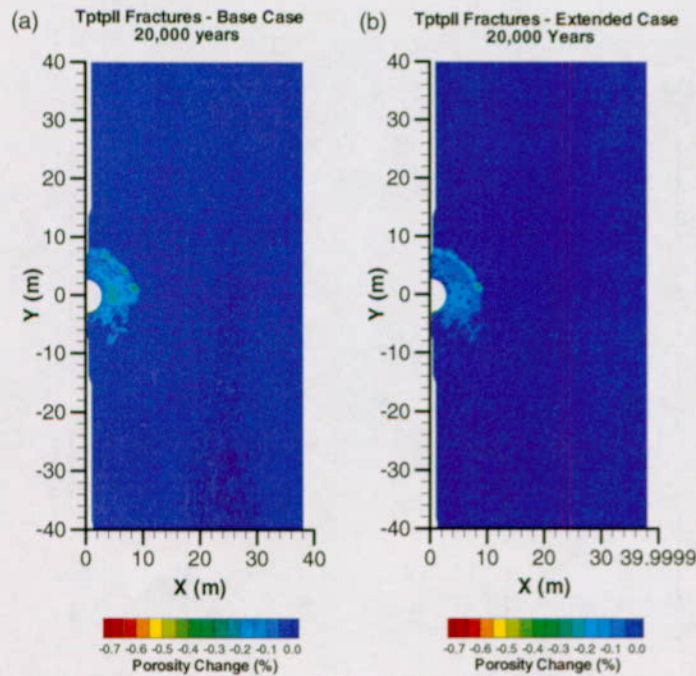 (a)
Tptpll Fractures - Base Case
20,000 years
40
30
20
10
0
-10
-20
-30
-40
Y (m)
0 10 20 30 40
X (m)
-0.7 -0.6 -0.5 -0.4 -0.3 -0.2 -0.1 0.0
Porosity Change (%)
(b)
Tptpll Fractures - Extended Case
20,000 Years
40
30
20
10
0
-10
-20
-30
-40
Y (m)
0 10 20 30 39.9999
X (m)
-0.7 -0.6 -0.5 -0.4 -0.3 -0.2 -0.1 0.0
Porosity Change (%)